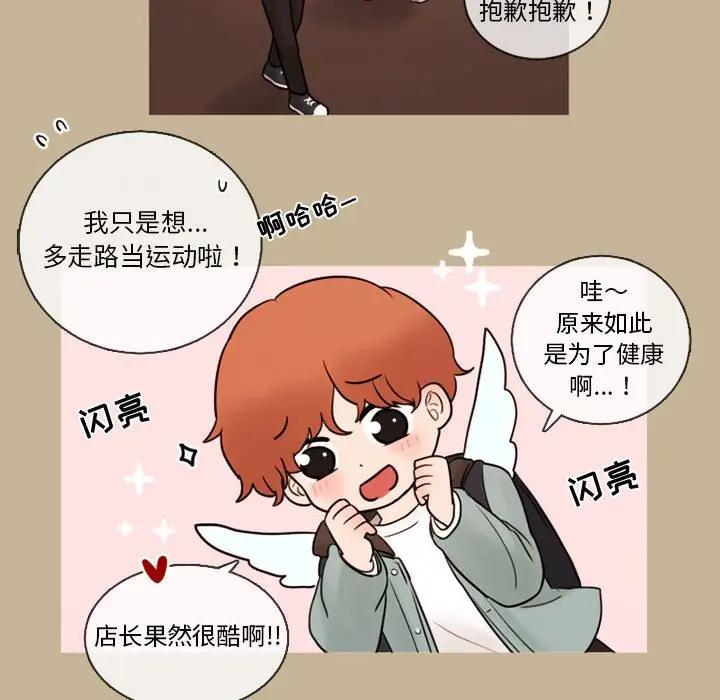 抱歉抱歉！
我只是想...
多走路当运动啦！
啊哈哈—
哇～
原来如此
是为了健康
啊...！
闪亮
闪亮
店长果然很酷啊!!